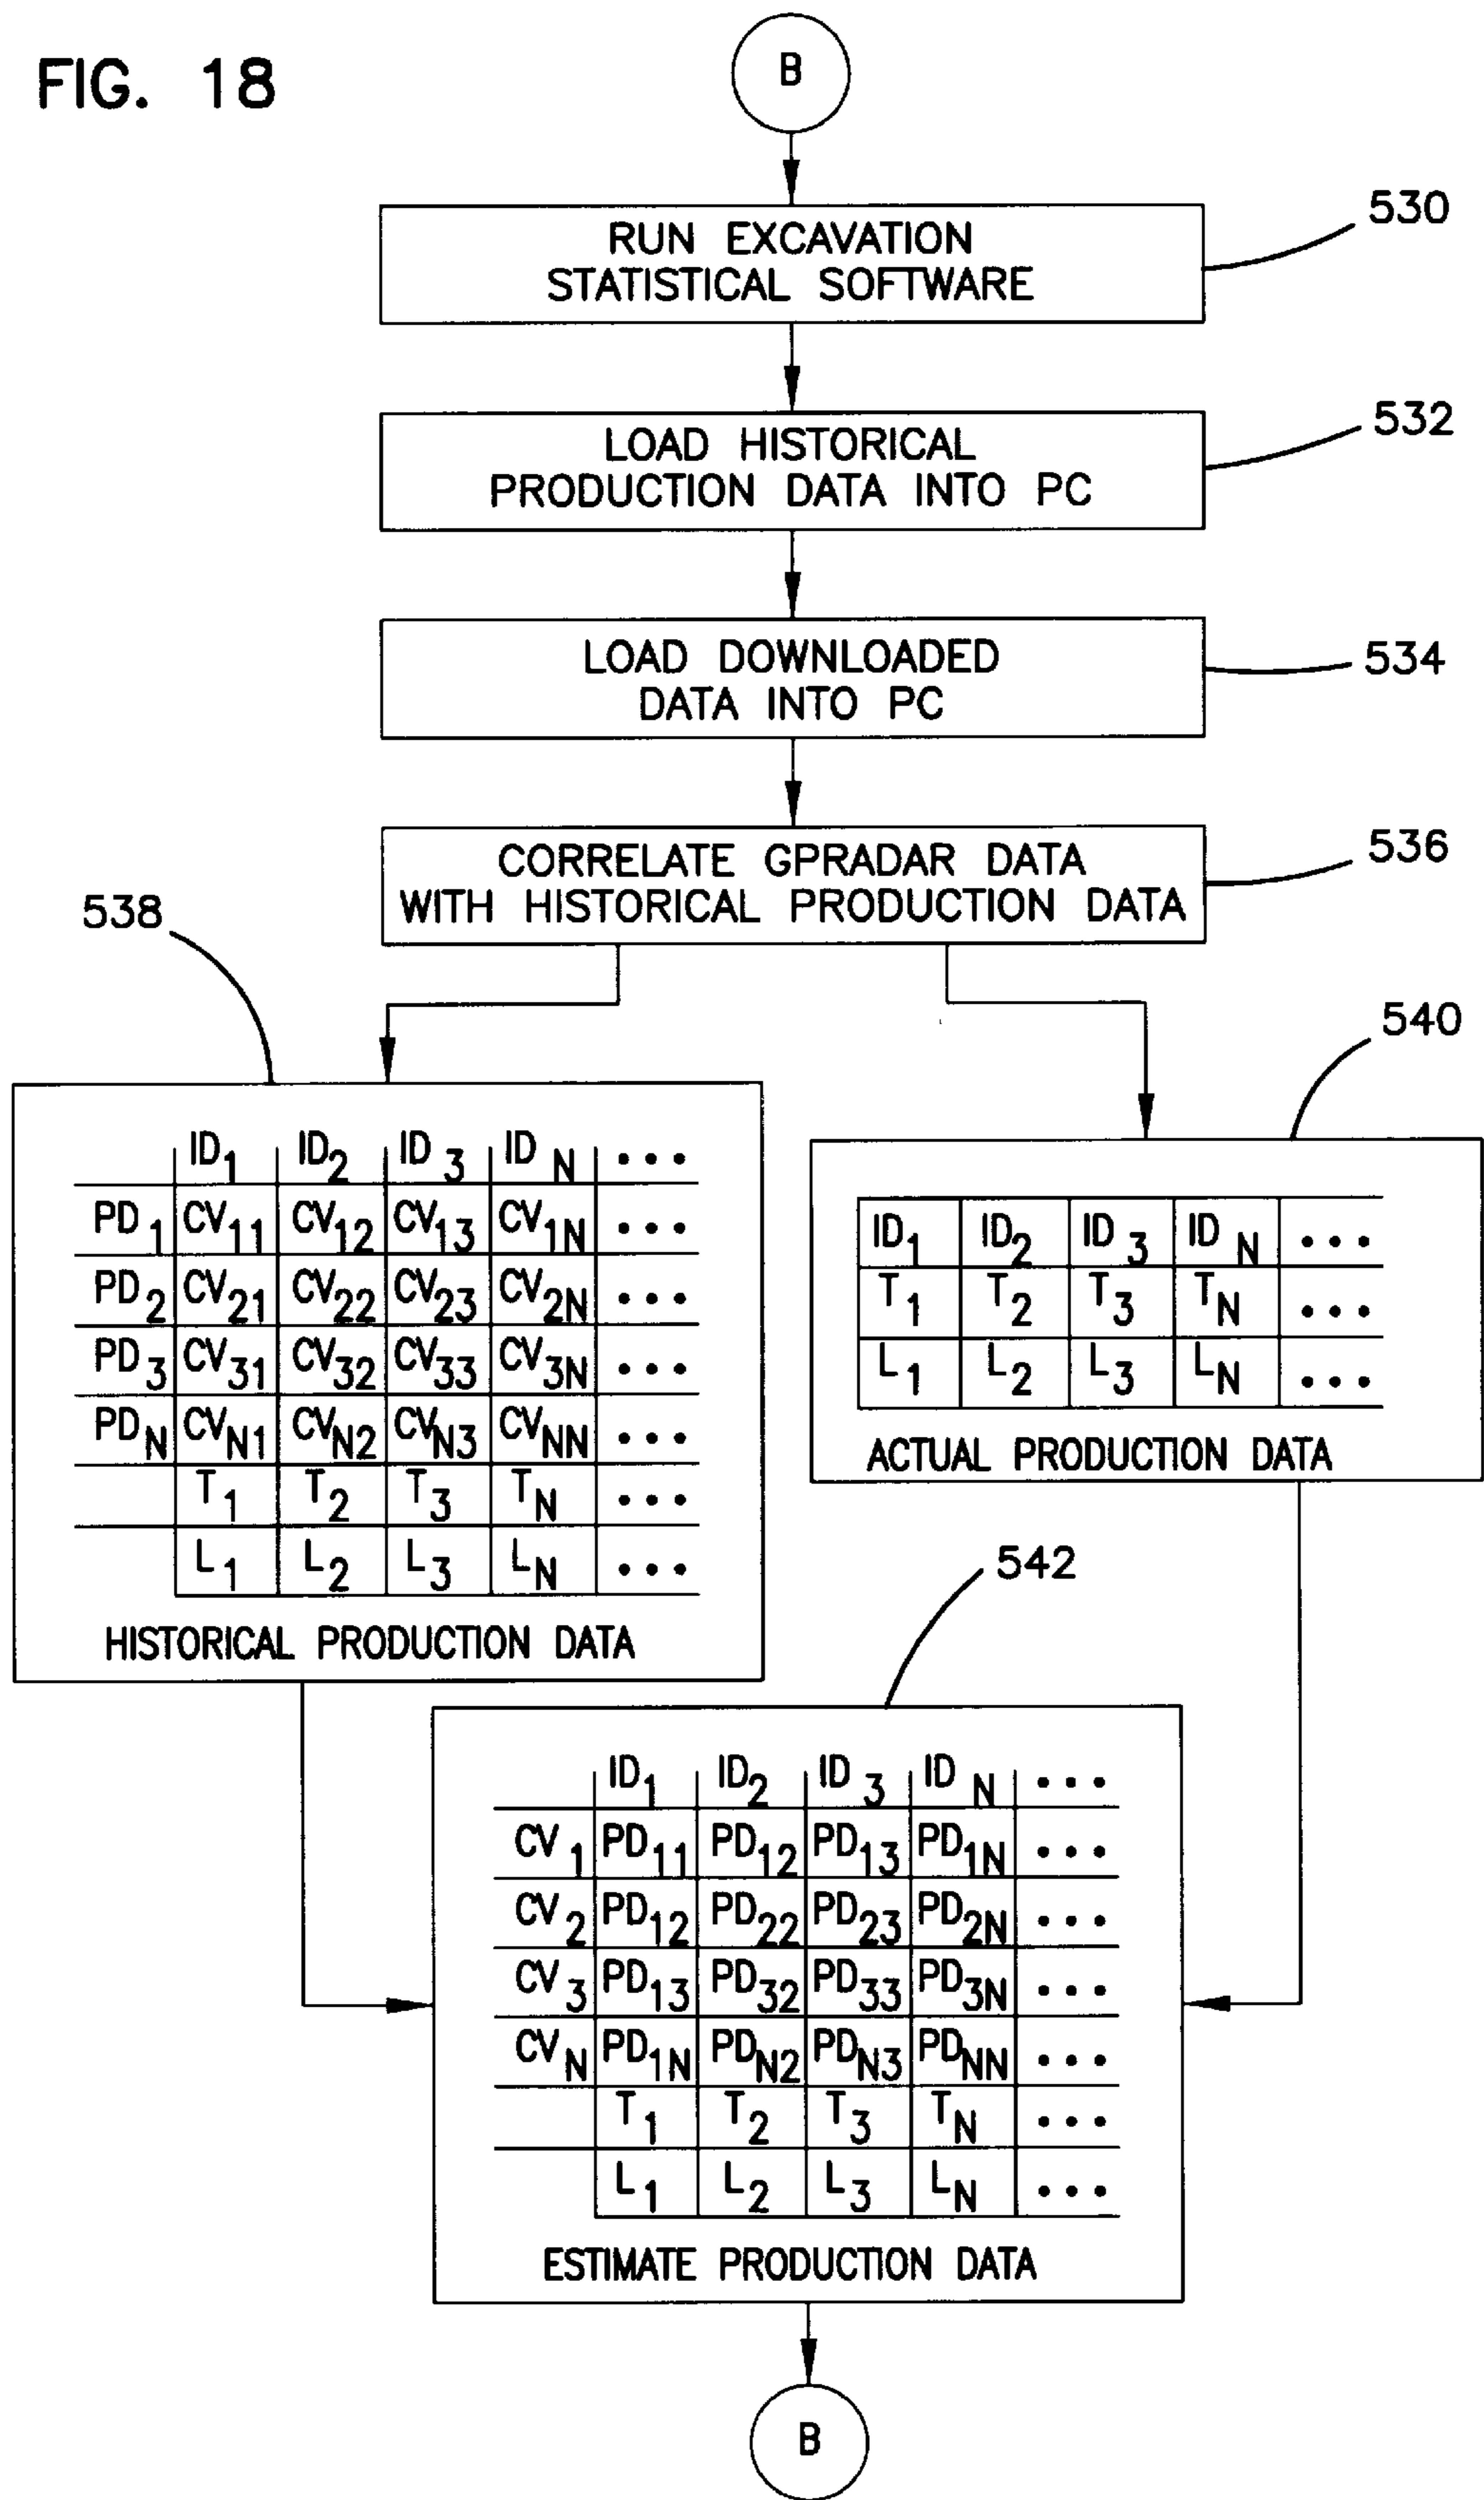 FIG. 18
B
RUN EXCAVATION
STATISTICAL SOFTWARE
530
LOAD HISTORICAL
PRODUCTION DATA INTO PC
532
LOAD DOWNLOADED
DATA INTO PC
534
CORRELATE GPRADAR DATA
WITH HISTORICAL PRODUCTION DATA
536
538
ID1 ID2 ID3 IDN •••
PD1 CV11 CV12 CV13 CV1N •••
PD2 CV21 CV22 CV23 CV2N •••
PD3 CV31 CV32 CV33 CV3N •••
PDN CVN1 CVN2 CVN3 CVNN •••
T1 T2 T3 TN •••
L1 L2 L3 LN •••
HISTORICAL PRODUCTION DATA
540
ID1 ID2 ID3 IDN •••
T1 T2 T3 TN •••
L1 L2 L3 LN •••
ACTUAL PRODUCTION DATA
542
ID1 ID2 ID3 IDN •••
CV1 PD11 PD12 PD13 PD1N •••
CV2 PD12 PD22 PD23 PD2N •••
CV3 PD13 PD32 PD33 PD3N •••
CVN PD1N PDN2 PDN3 PDNN •••
T1 T2 T3 TN •••
L1 L2 L3 LN •••
ESTIMATE PRODUCTION DATA
B